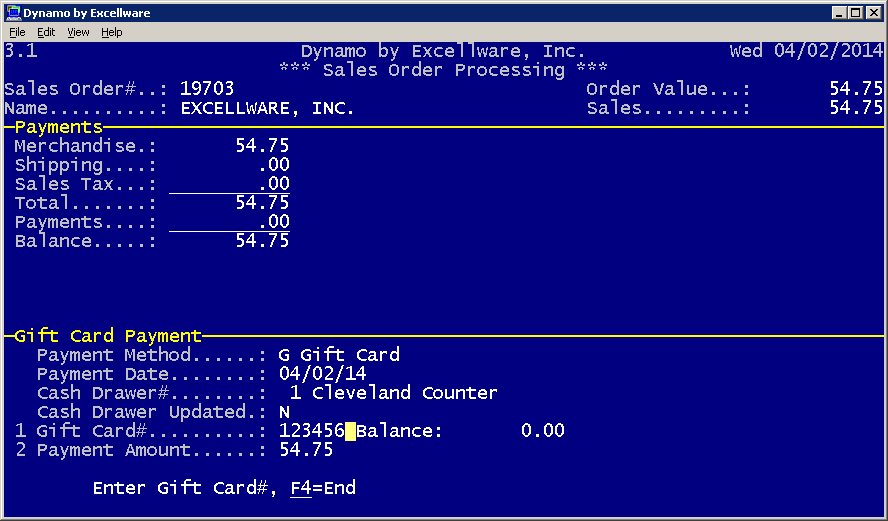 Dynamo by Excellware
File Edit View Help
3.1 Dynamo by Excellware, Inc. Wed 04/02/2014
*** Sales Order Processing ***
Sales Order#..: 19703 Order Value...: 54.75
Name..........: EXCELLWARE, INC. Sales.........: 54.75
Payments
Merchandise.: 54.75
Shipping....: .00
Sales Tax...: .00
Total.......: 54.75
Payments....: .00
Balance.....: 54.75
Gift Card Payment
Payment Method......: G Gift Card
Payment Date........: 04/02/14
Cash Drawer#........: 1 Cleveland Counter
Cash Drawer Updated.: N
1 Gift Card#..........: 123456 Balance: 0.00
2 Payment Amount......: 54.75
Enter Gift Card#, F4=End